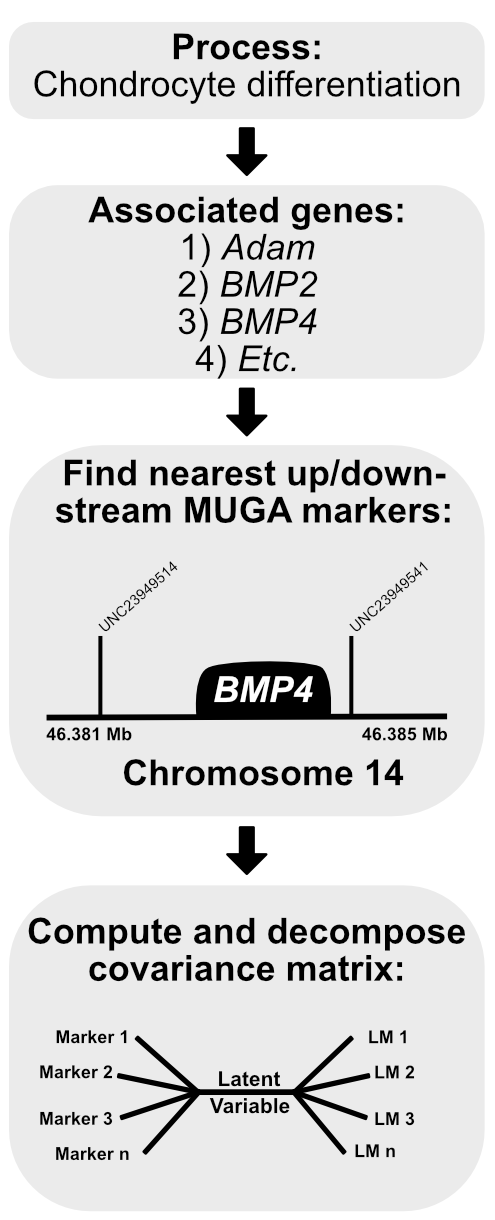 Process:
Chondrocyte differentiation
Associated genes:
1) Adam
2) BMP2
3) BMP4
4) Etc.
Find nearest up/down-
stream MUGA markers:
UNC23949514
UNC23949541
BMP4
46.381 Mb
46.385 Mb
Chromosome 14
Compute and decompose
covariance matrix:
Marker 1
Marker 2
Marker 3
Marker n
Latent
Variable
LM 1
LM 2
LM 3
LM n